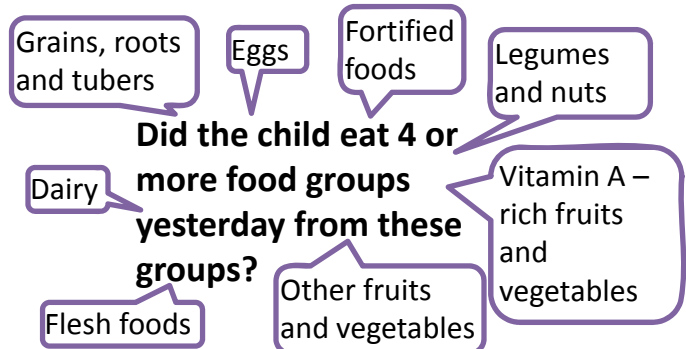 Grains, roots
and tubers
Eggs
Fortified
foods
Legumes
and nuts
Did the child eat 4 or
more food groups
yesterday from these
groups?
Dairy
Vitamin A –
rich fruits
and
vegetables
Flesh foods
Other fruits
and vegetables